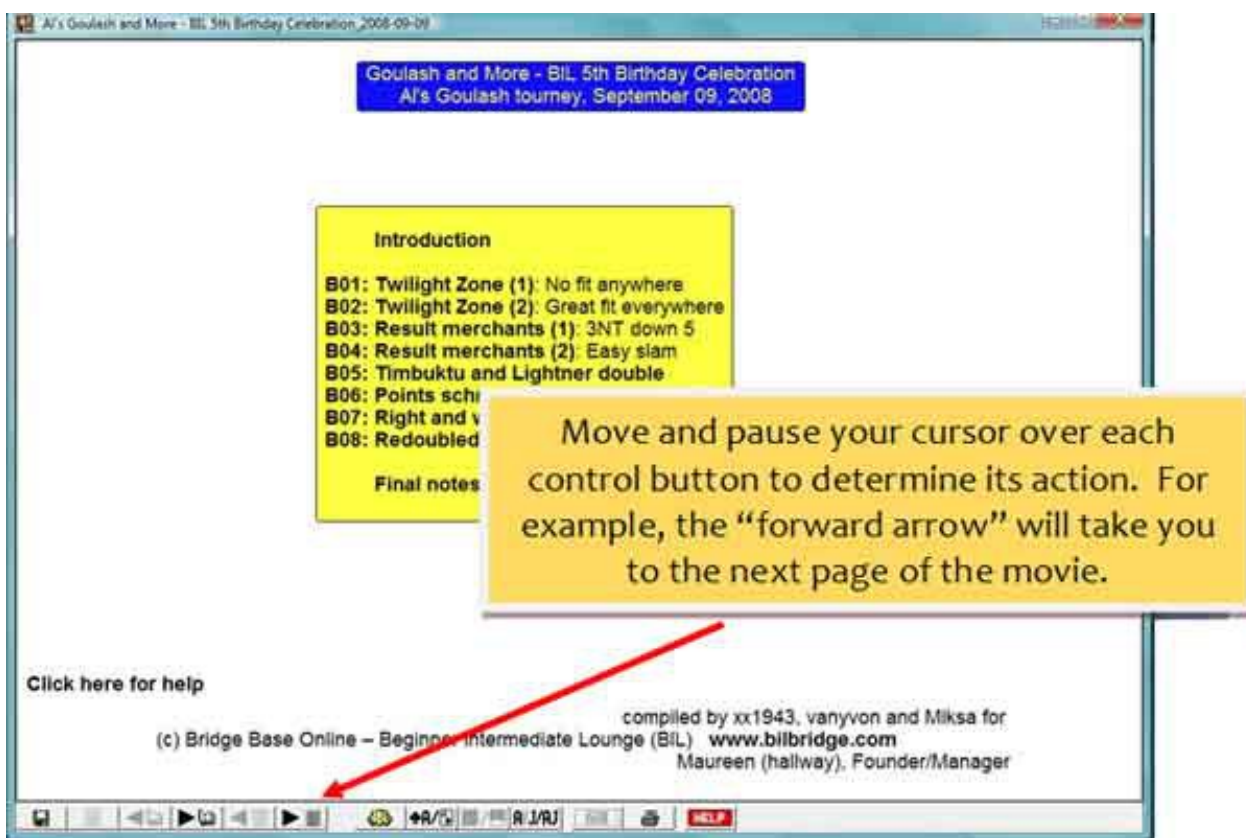 Al's Goulash and More - BIL 5th Birthday Celebration_2008-09-09
Goulash and More - BIL 5th Birthday Celebration
Al's Goulash tourney, September 09, 2008
Introduction
B01: Twilight Zone (1): No fit anywhere
B02: Twilight Zone (2): Great fit everywhere
B03: Result merchants (1): 3NT down 5
B04: Result merchants (2): Easy slam
B05: Timbuktu and Lightner double
B06: Points
B07: Right and
B08: Redoubled
Final notes
Move and pause your cursor over each
control button to determine its action. For
example, the “forward arrow” will take you
to the next page of the movie.
Click here for help
compiled by xx1943, vanyvon and Miksa for
(c) Bridge Base Online – Beginner Intermediate Lounge (BIL) www.bilbridge.com
Maureen (hallway), Founder/Manager
HELP